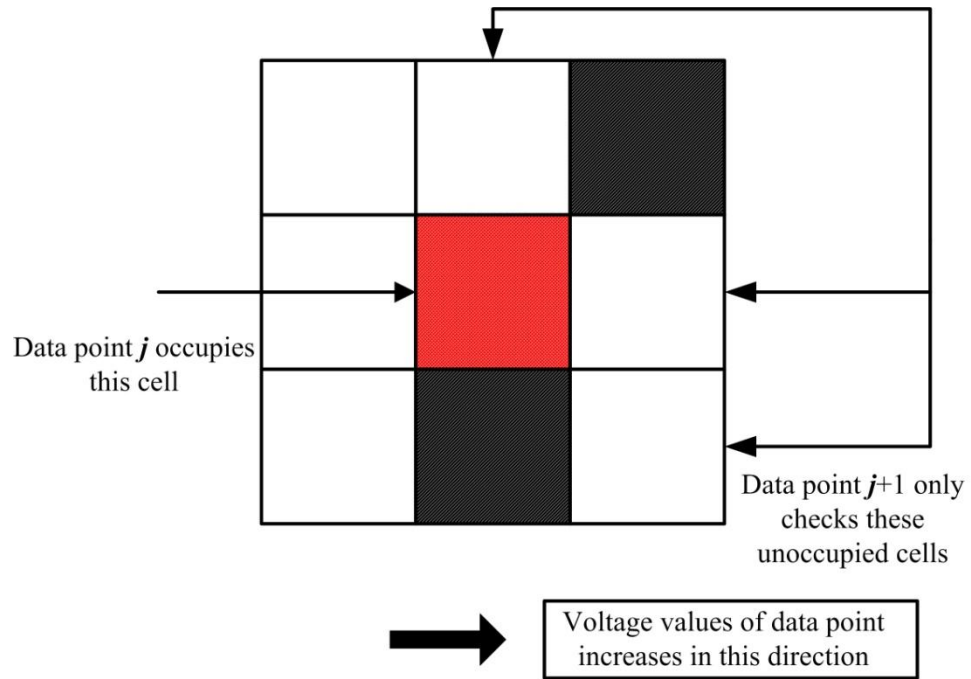 Data point j occupies
this cell
Data point j+1 only
checks these
unoccupied cells
Voltage values of data point
increases in this direction